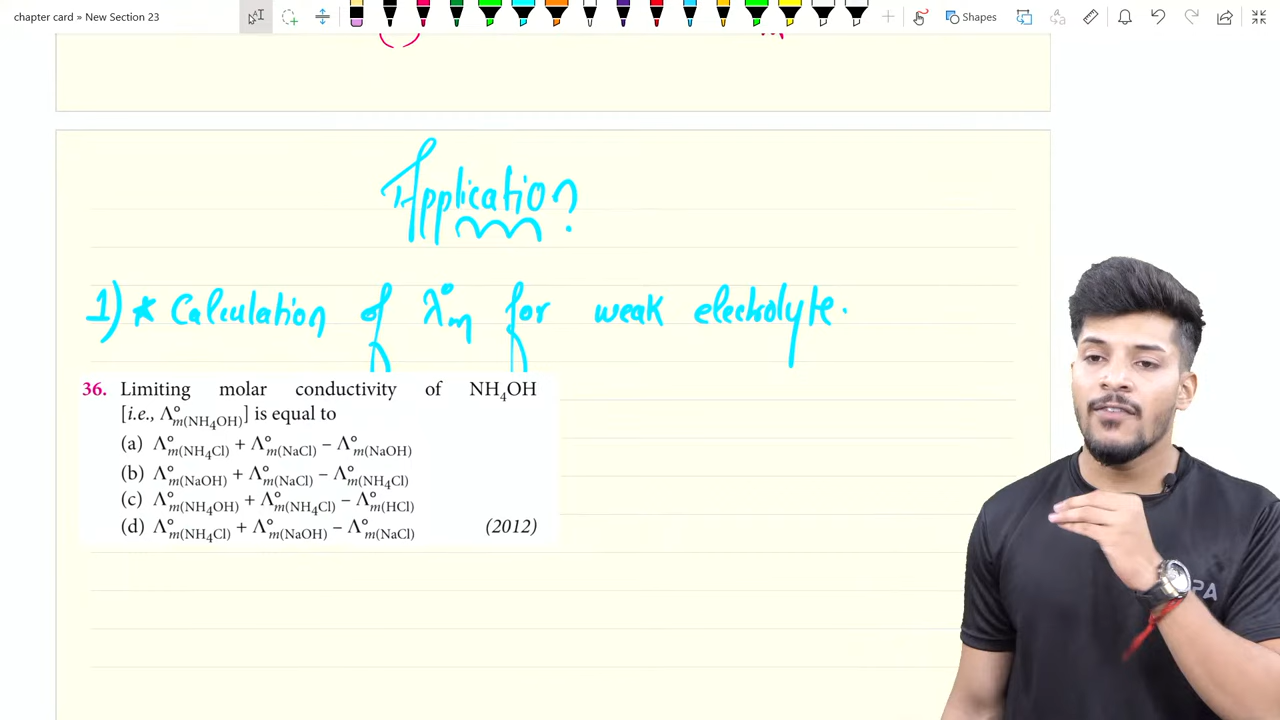 chapter card » New Section 23
Shapes
Application?
1) * Calculation of λ°m for weak electrolyte.
36. Limiting molar conductivity of NH₄OH
[i.e., Λ°m(NH₄OH)] is equal to
(a) Λ°m(NH₄Cl) + Λ°m(NaCl) – Λ°m(NaOH)
(b) Λ°m(NaOH) + Λ°m(NaCl) – Λ°m(NH₄Cl)
(c) Λ°m(NH₄OH) + Λ°m(NH₄Cl) – Λ°m(HCl)
(d) Λ°m(NH₄Cl) + Λ°m(NaOH) – Λ°m(NaCl) (2012)